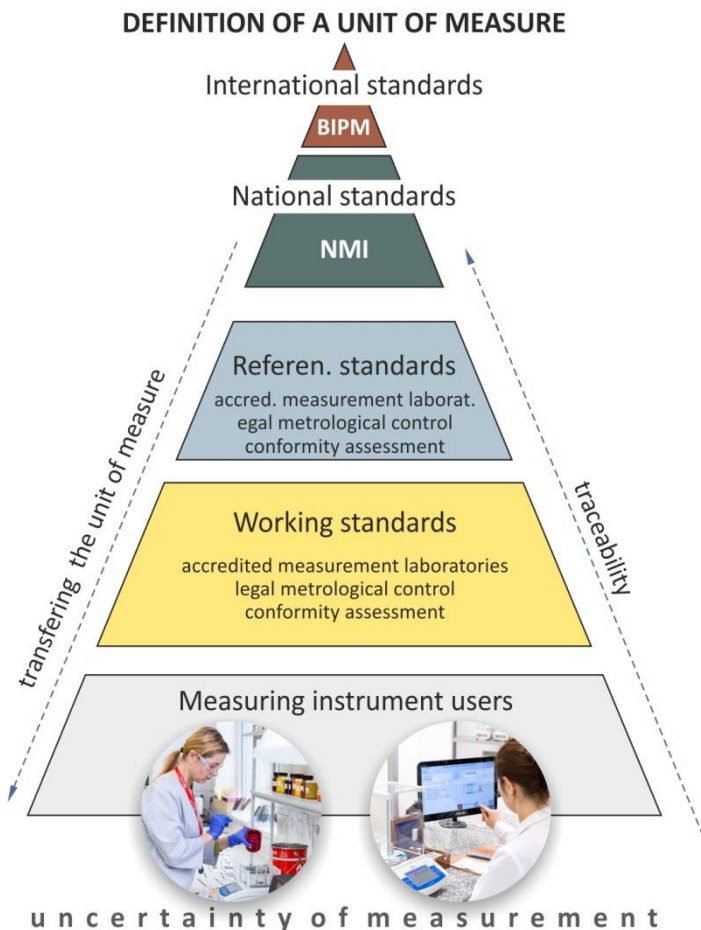 DEFINITION OF A UNIT OF MEASURE
International standards
BIPM
National standards
NMI
Referen. standards
accred. measurement laborat.
egal metrological control
conformity assessment
Working standards
accredited measurement laboratories
legal metrological control
conformity assessment
Measuring instrument users
transfering the unit of measure
traceability
uncertainty of measurement